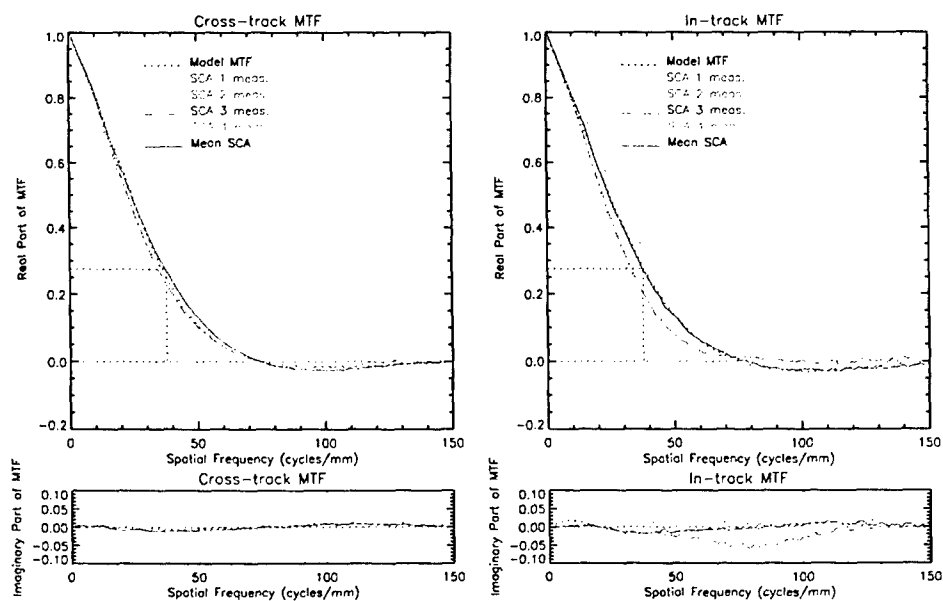 Cross-track MTF
1.0
0.8
0.6
0.4
0.2
0.0
-0.2
Real Part of MTF
Model MTF
SCA 1 meas.
SCA 2 meas.
SCA 3 meas.
Mean SCA
0 50 100 150
Spatial Frequency (cycles/mm)
In-track MTF
1.0
0.8
0.6
0.4
0.2
0.0
-0.2
Real Part of MTF
Model MTF
SCA 1 meas.
SCA 2 meas.
SCA 3 meas.
Mean SCA
0 50 100 150
Spatial Frequency (cycles/mm)
Cross-track MTF
Imaginary Part of MTF
0.10
0.05
0.00
-0.05
-0.10
0 50 100 150
Spatial Frequency (cycles/mm)
In-track MTF
Imaginary Part of MTF
0.10
0.05
0.00
-0.05
-0.10
0 50 100 150
Spatial Frequency (cycles/mm)